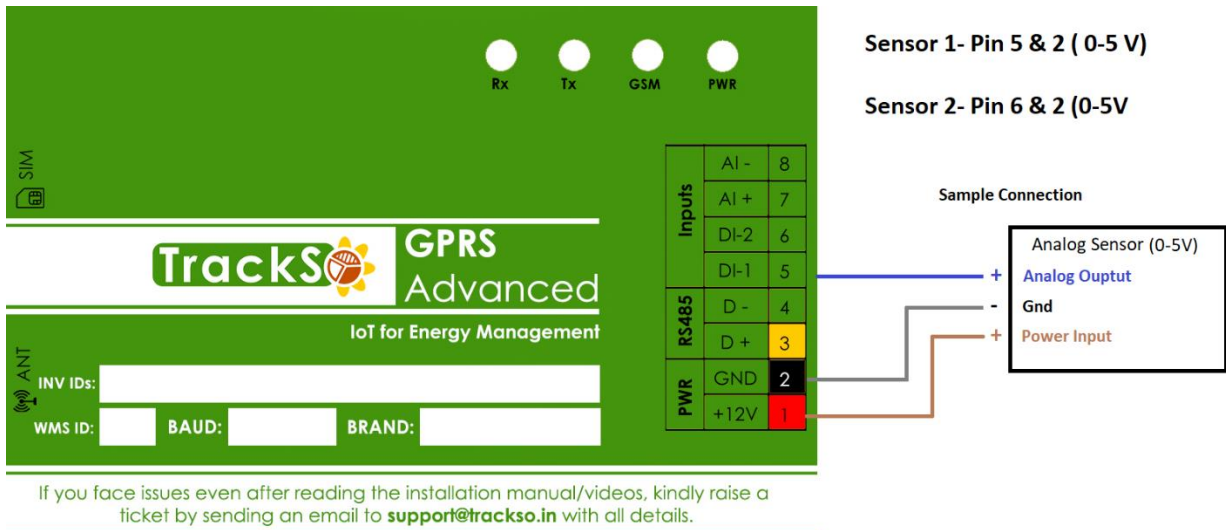 Rx Tx GSM PWR
SIM
TrackSo
GPRS
Advanced
IoT for Energy Management
ANT
INV IDs:
WMS ID: BAUD: BRAND:
Inputs
AI - 8
AI + 7
DI-2 6
DI-1 5
RS485
D - 4
D + 3
PWR
GND 2
+12V 1
If you face issues even after reading the installation manual/videos, kindly raise a
ticket by sending an email to support@trackso.in with all details.
Sensor 1- Pin 5 & 2 ( 0-5 V)
Sensor 2- Pin 6 & 2 (0-5V
Sample Connection
Analog Sensor (0-5V)
+ Analog Ouptut
- Gnd
+ Power Input